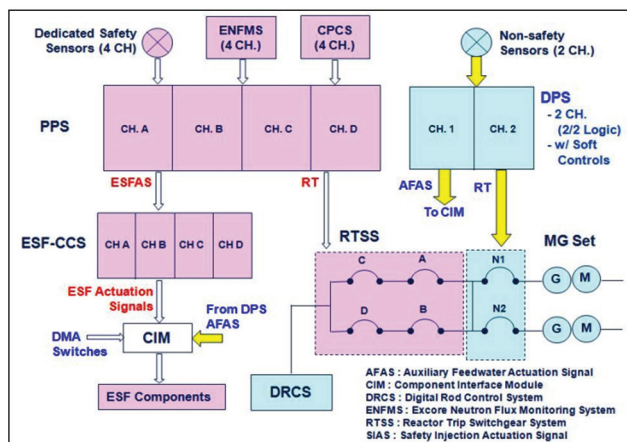 Dedicated Safety
Sensors (4 CH)
ENFMS
(4 CH.)
CPCS
(4 CH.)
Non-safety
Sensors (2 CH.)
PPS
CH. A
CH. B
CH. C
CH. D
CH. 1
CH. 2
DPS
- 2 CH.
(2/2 Logic)
- w/ Soft
Controls
ESFAS
RT
AFAS
RT
To CIM
ESF-CCS
CH A
CH B
CH C
CH D
RTSS
MG Set
C
A
N1
G
M
D
B
N2
G
M
ESF Actuation
Signals
From DPS
AFAS
DMA
Switches
CIM
ESF Components
DRCS
AFAS : Auxiliary Feedwater Actuation Signal
CIM : Component Interface Module
DRCS : Digital Rod Control System
ENFMS : Excore Neutron Flux Monitoring System
RTSS : Reactor Trip Switchgear System
SIAS : Safety Injection Actuation Signal